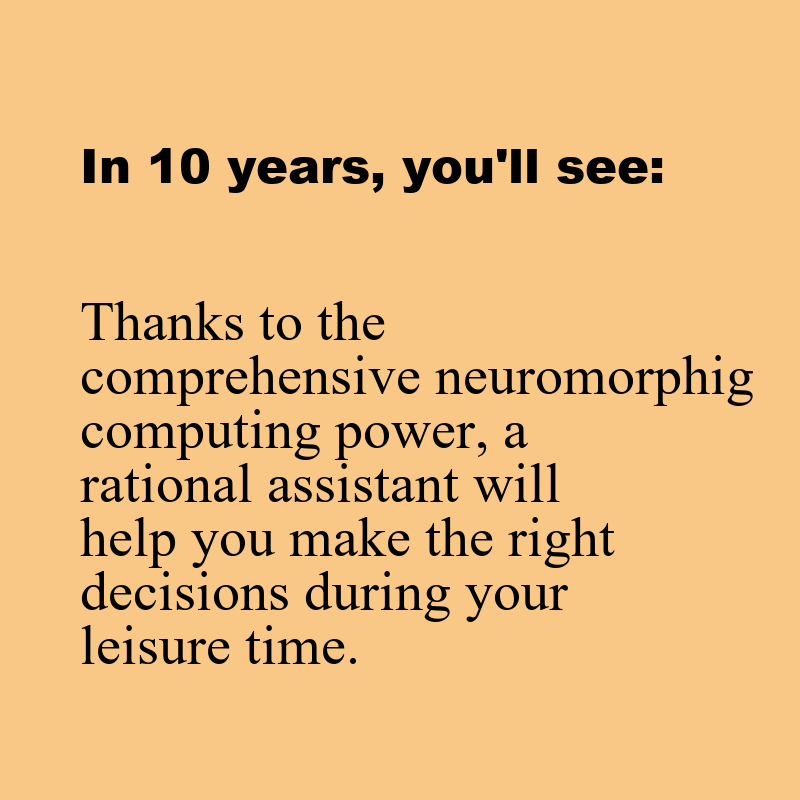 In 10 years, you'll see:
Thanks to the
comprehensive neuromorphig
computing power, a
rational assistant will
help you make the right
decisions during your
leisure time.